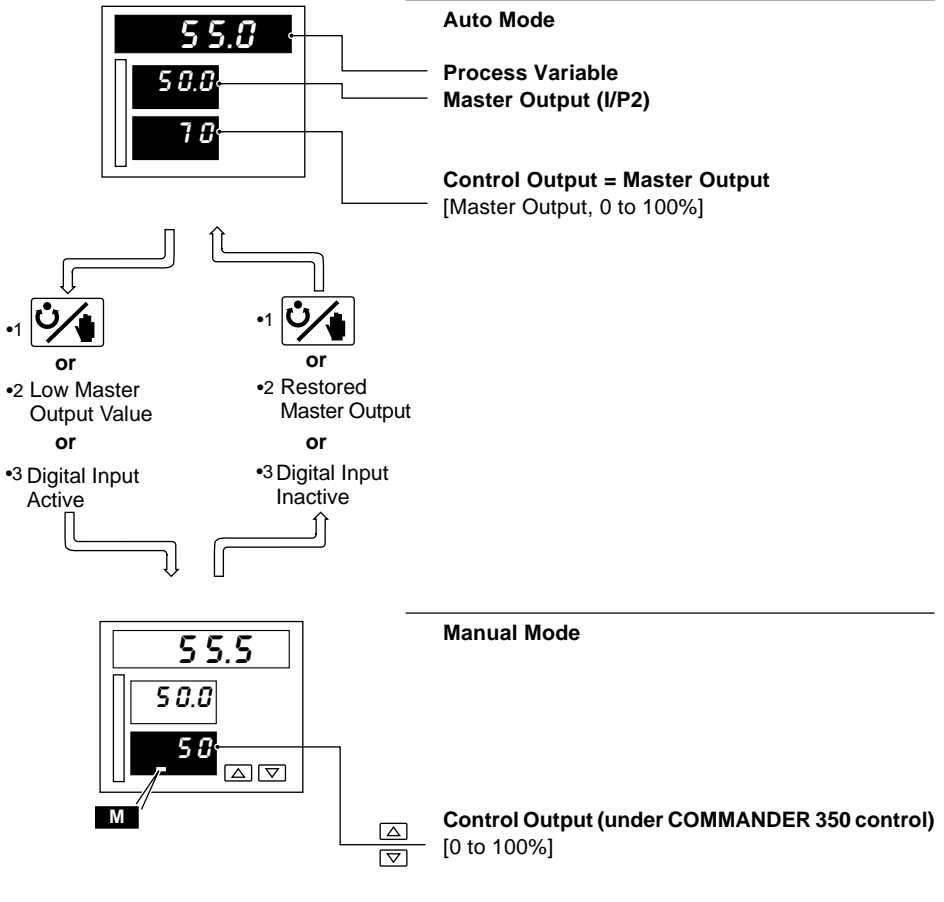 55.0
Auto Mode
Process Variable
50.0
Master Output (I/P2)
70
Control Output = Master Output
[Master Output, 0 to 100%]
•1
or
•2 Low Master
Output Value
or
•3 Digital Input
Active
•1
or
•2 Restored
Master Output
or
•3 Digital Input
Inactive
Manual Mode
55.5
50.0
50
M
Control Output (under COMMANDER 350 control)
[0 to 100%]